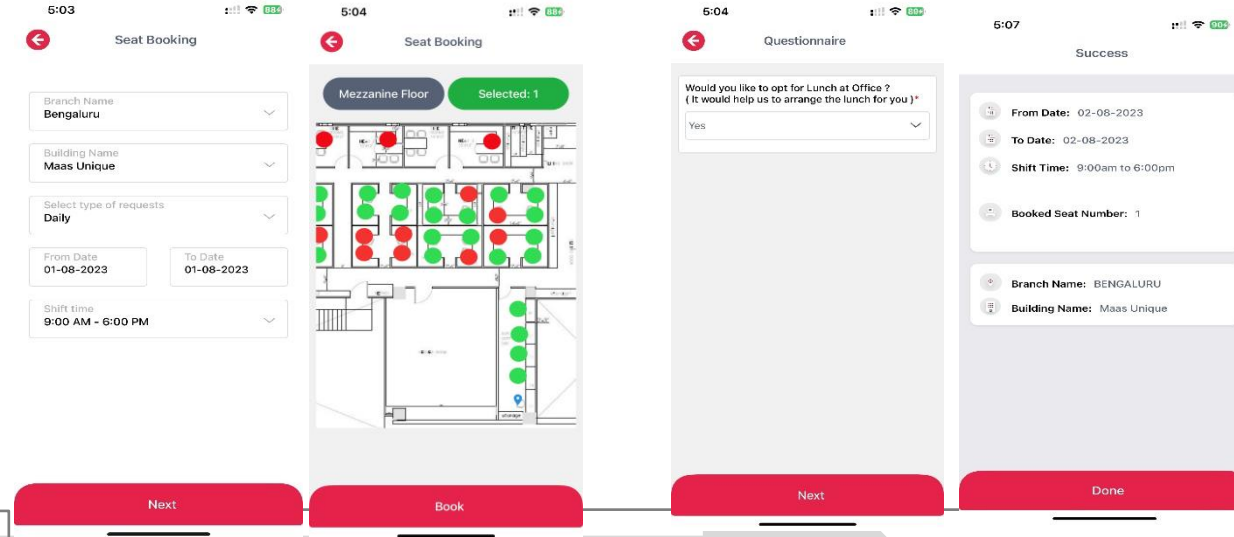 5:03
88
Seat Booking
Branch Name
Bengaluru
Building Name
Maas Unique
Select type of requests
Daily
From Date
01-08-2023
To Date
01-08-2023
Shift time
9:00 AM - 6:00 PM
Next
5:04
88
Seat Booking
Mezzanine Floor
Selected: 1
Book
5:04
89
Questionnaire
Would you like to opt for Lunch at Office ?
( It would help us to arrange the lunch for you )*
Yes
Next
5:07
90
Success
From Date: 02-08-2023
To Date: 02-08-2023
Shift Time: 9:00am to 6:00pm
Booked Seat Number: 1
Branch Name: BENGALURU
Building Name: Maas Unique
Done